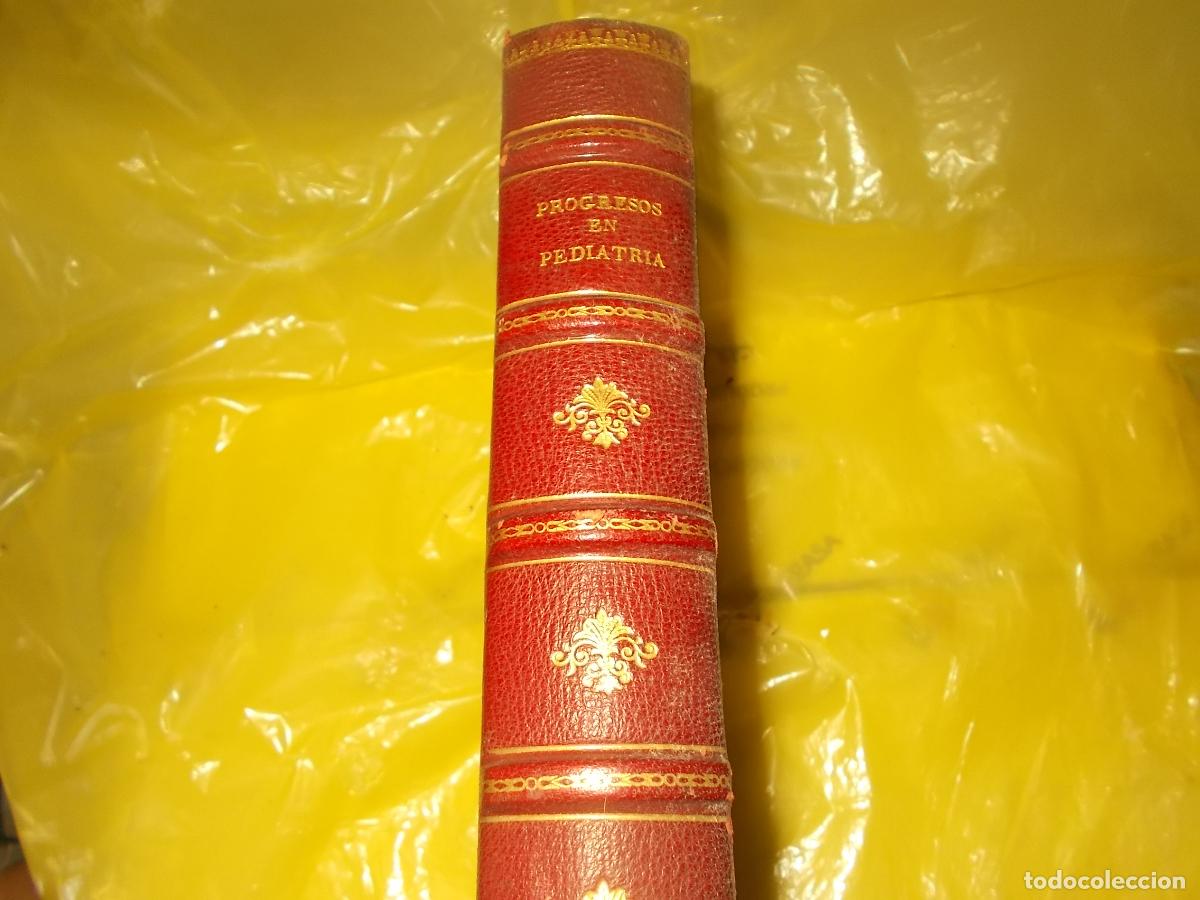 PROGRESOS
EN
PEDIATRIA
todocoleccion